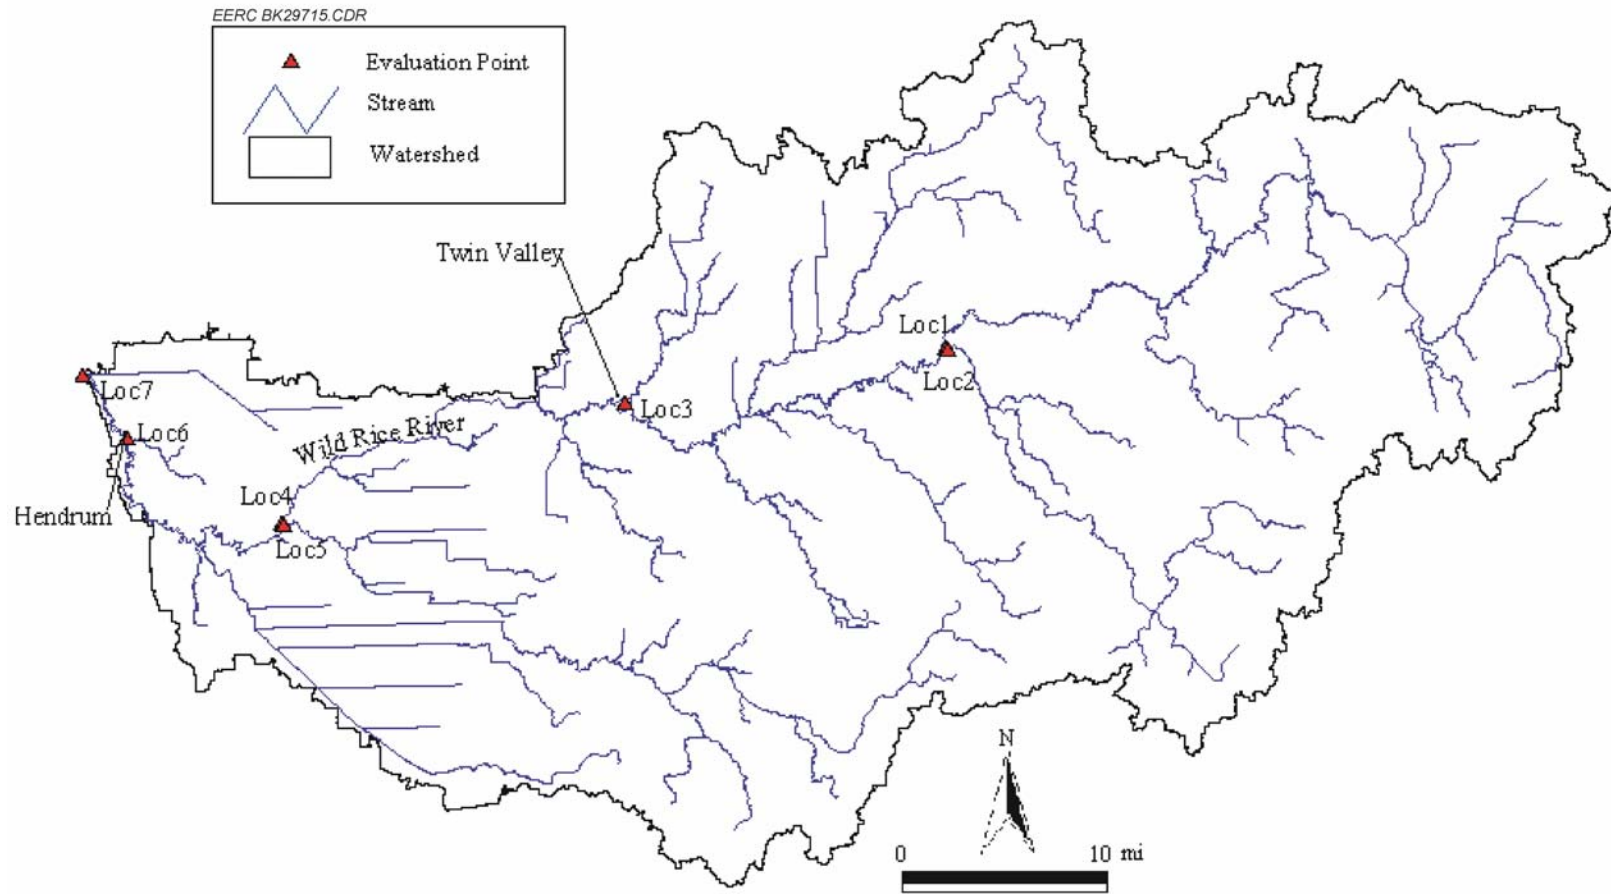 EERC BK29715.CDR
Evaluation Point
Stream
Watershed
Twin Valley
Loc1
Loc2
Loc7
Loc3
Loc6
Wild Rice River
Loc4
Hendrum
Loc5
N
0 10 mi